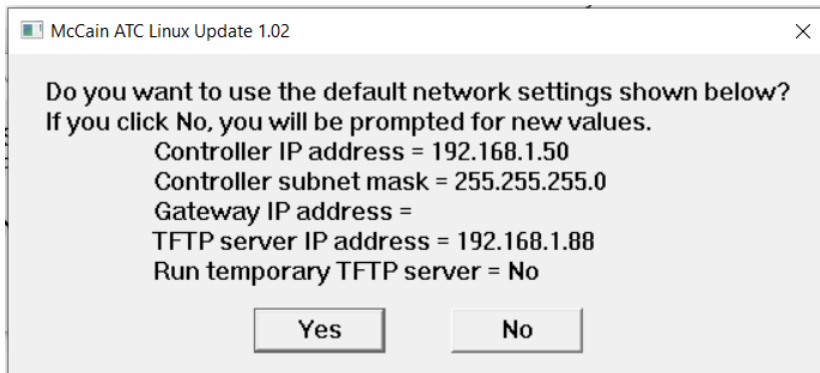 McCain ATC Linux Update 1.02
Do you want to use the default network settings shown below?
If you click No, you will be prompted for new values.
Controller IP address = 192.168.1.50
Controller subnet mask = 255.255.255.0
Gateway IP address =
TFTP server IP address = 192.168.1.88
Run temporary TFTP server = No
Yes No